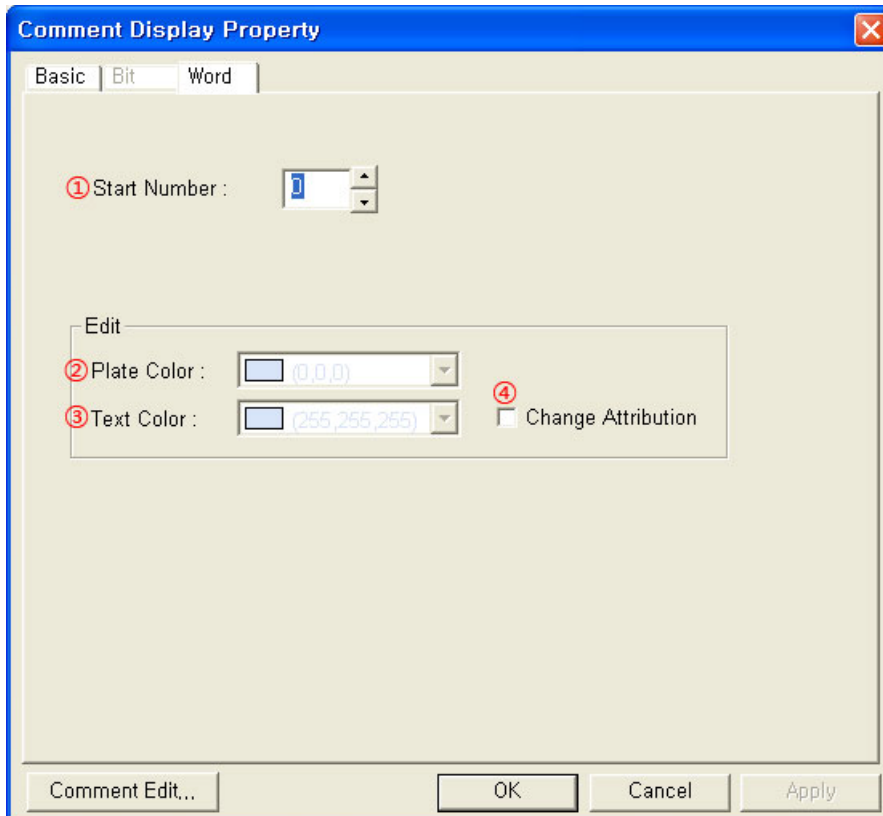 Comment Display Property
Basic Bit Word
①Start Number : 0
Edit
②Plate Color : (0,0,0)
④
③Text Color : (255,255,255) Change Attribution
Comment Edit... OK Cancel Apply